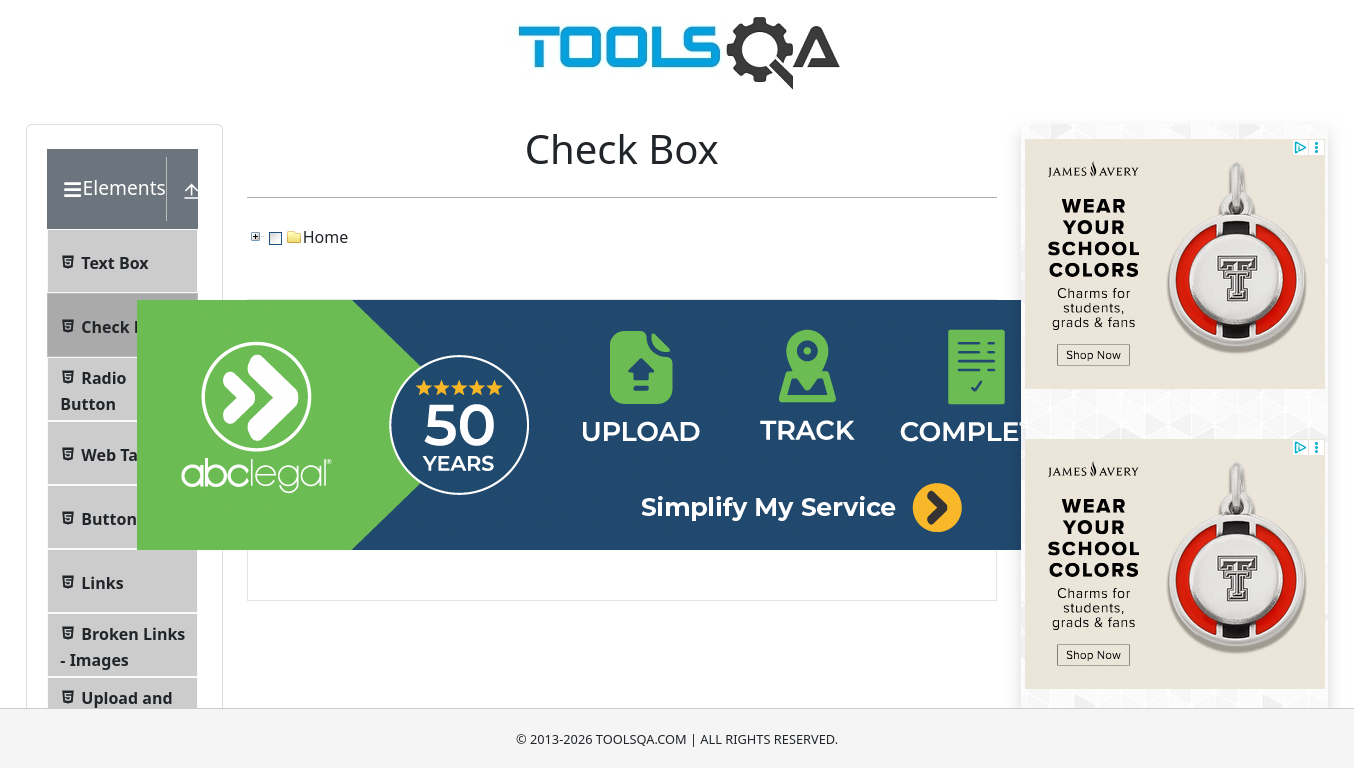 TOOLSQA
Check Box
Elements
Home
Text Box
Check
Radio
Button
Web Ta
Button
Links
Broken Links
- Images
Upload and
abclegal®
50
YEARS
UPLOAD
TRACK
COMPLET
Simplify My Service
JAMES AVERY
WEAR
YOUR
SCHOOL
COLORS
Charms for
students,
grads & fans
Shop Now
T
JAMES AVERY
WEAR
YOUR
SCHOOL
COLORS
Charms for
students,
grads & fans
Shop Now
T
© 2013-2026 TOOLSQA.COM | ALL RIGHTS RESERVED.